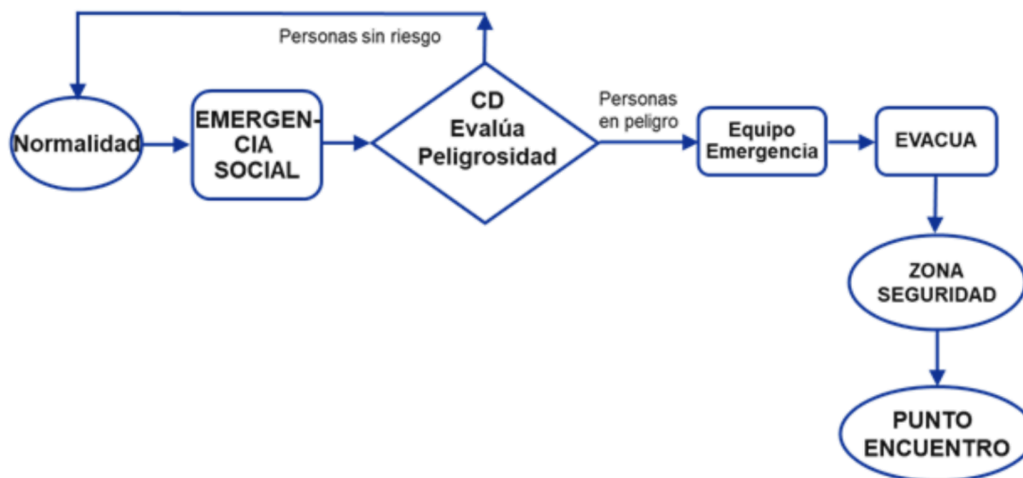 Personas sin riesgo
Normalidad
EMERGEN-
CIA
SOCIAL
CD
Evalúa
Peligrosidad
Personas
en peligro
Equipo
Emergencia
EVACUA
ZONA
SEGURIDAD
PUNTO
ENCUENTRO